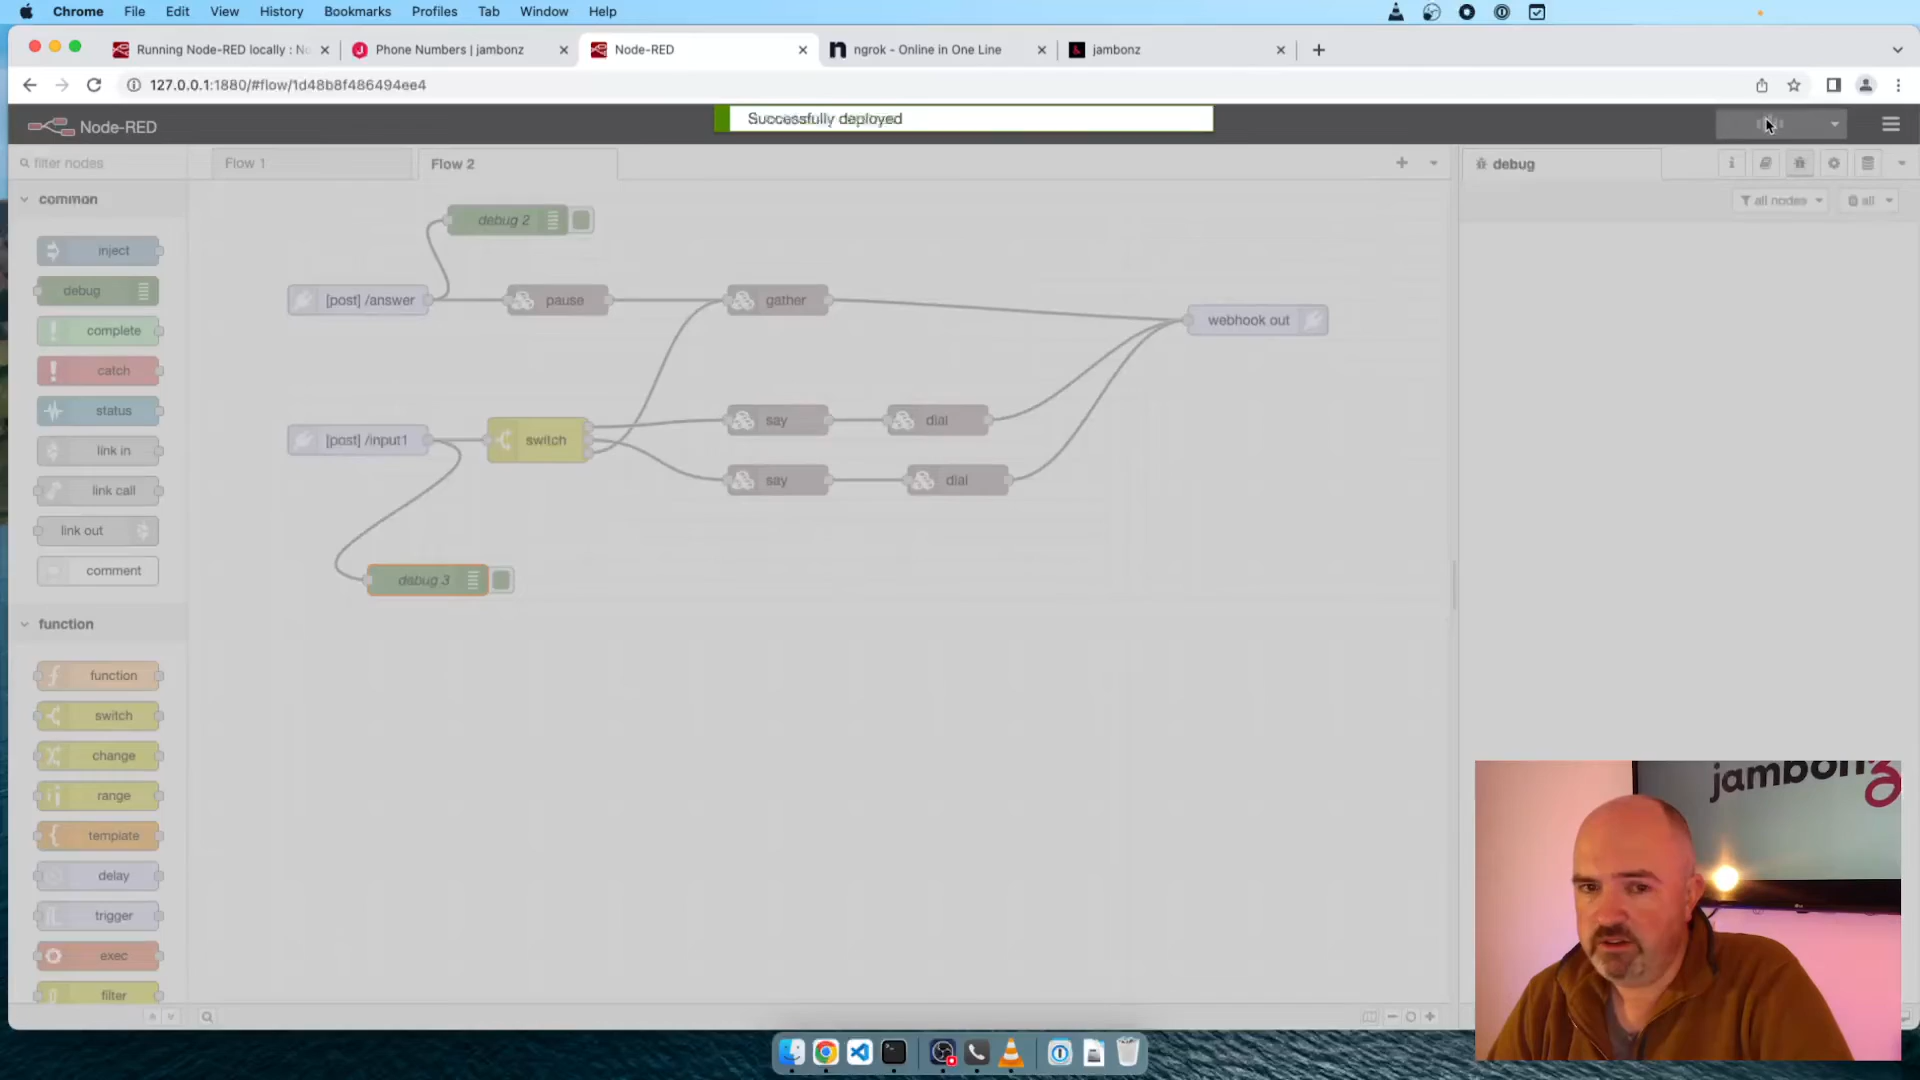 Chrome File Edit View History Bookmarks Profiles Tab Window Help
Running Node-RED locally : No
Phone Numbers | jambonz
Node-RED
ngrok - Online in One Line
jambonz
127.0.0.1:1880/#flow/1d48b8f486494ee4
Node-RED
Successfully deployed
filter nodes
Flow 1
Flow 2
debug
all nodes
all
common
inject
debug
complete
catch
status
link in
link call
link out
comment
function
function
switch
change
range
template
delay
trigger
exec
filter
debug 2
[post] /answer
pause
gather
webhook out
[post] /input1
switch
say
dial
say
dial
debug 3
jambonz